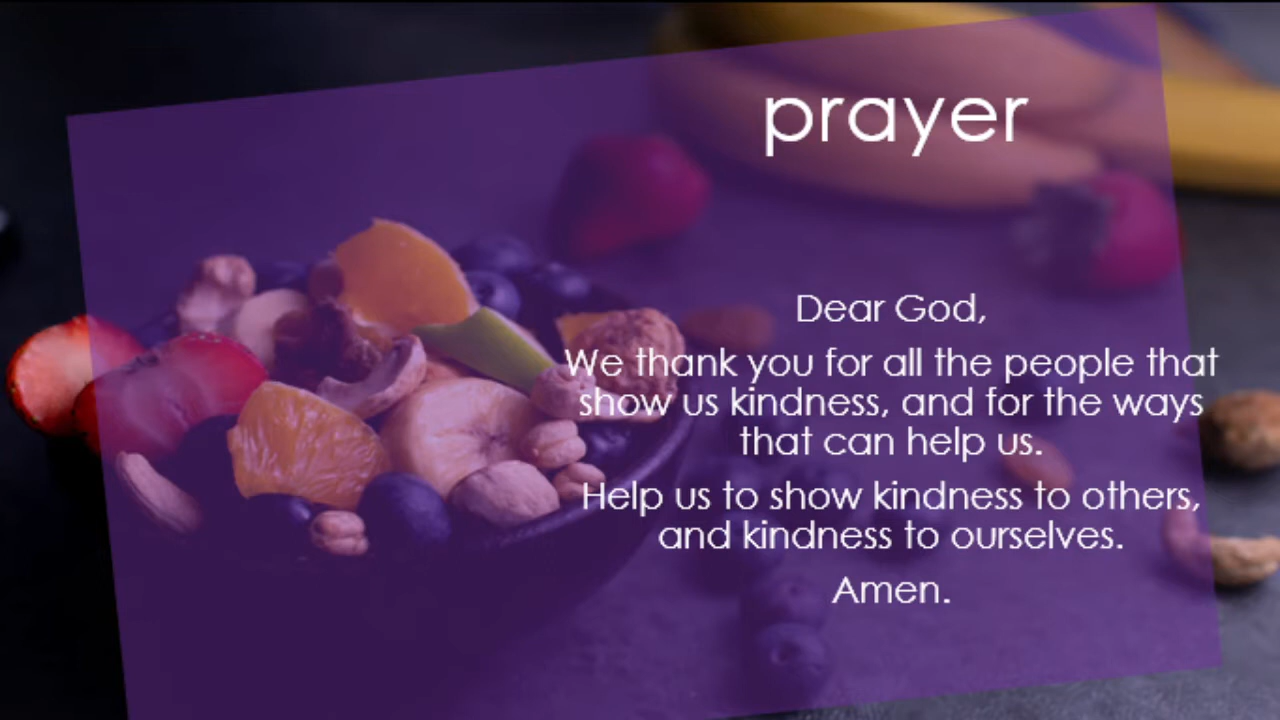 prayer
Dear God,
We thank you for all the people that
show us kindness, and for the ways
that can help us.
Help us to show kindness to others,
and kindness to ourselves.
Amen.